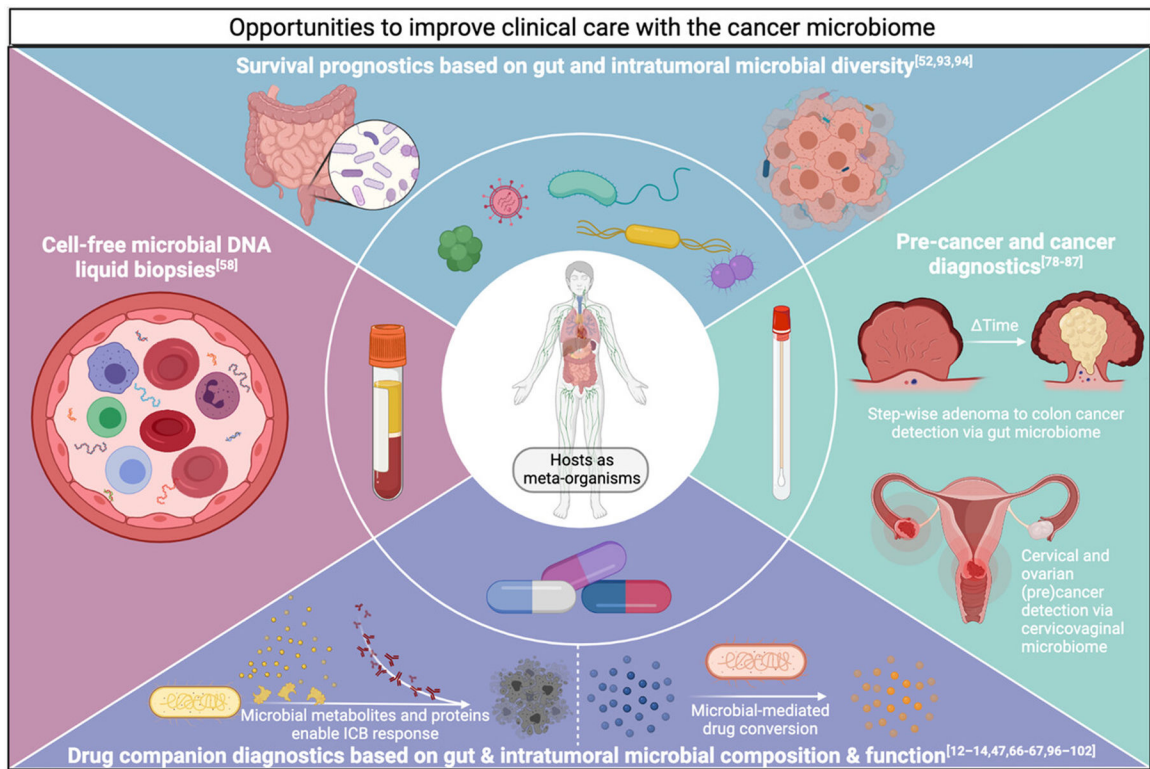 Opportunities to improve clinical care with the cancer microbiome
Survival prognostics based on gut and intratumoral microbial diversity[52,93,94]
Cell-free microbial DNA
liquid biopsies[58]
Pre-cancer and cancer
diagnostics[78-87]
ΔTime
Step-wise adenoma to colon cancer
detection via gut microbiome
Hosts as
meta-organisms
Cervical and
ovarian
(pre)cancer
detection via
cervicovaginal
microbiome
Microbial metabolites and proteins
enable ICB response
Microbial-mediated
drug conversion
Drug companion diagnostics based on gut & intratumoral microbial composition & function[12–14,47,66-67,96–102]